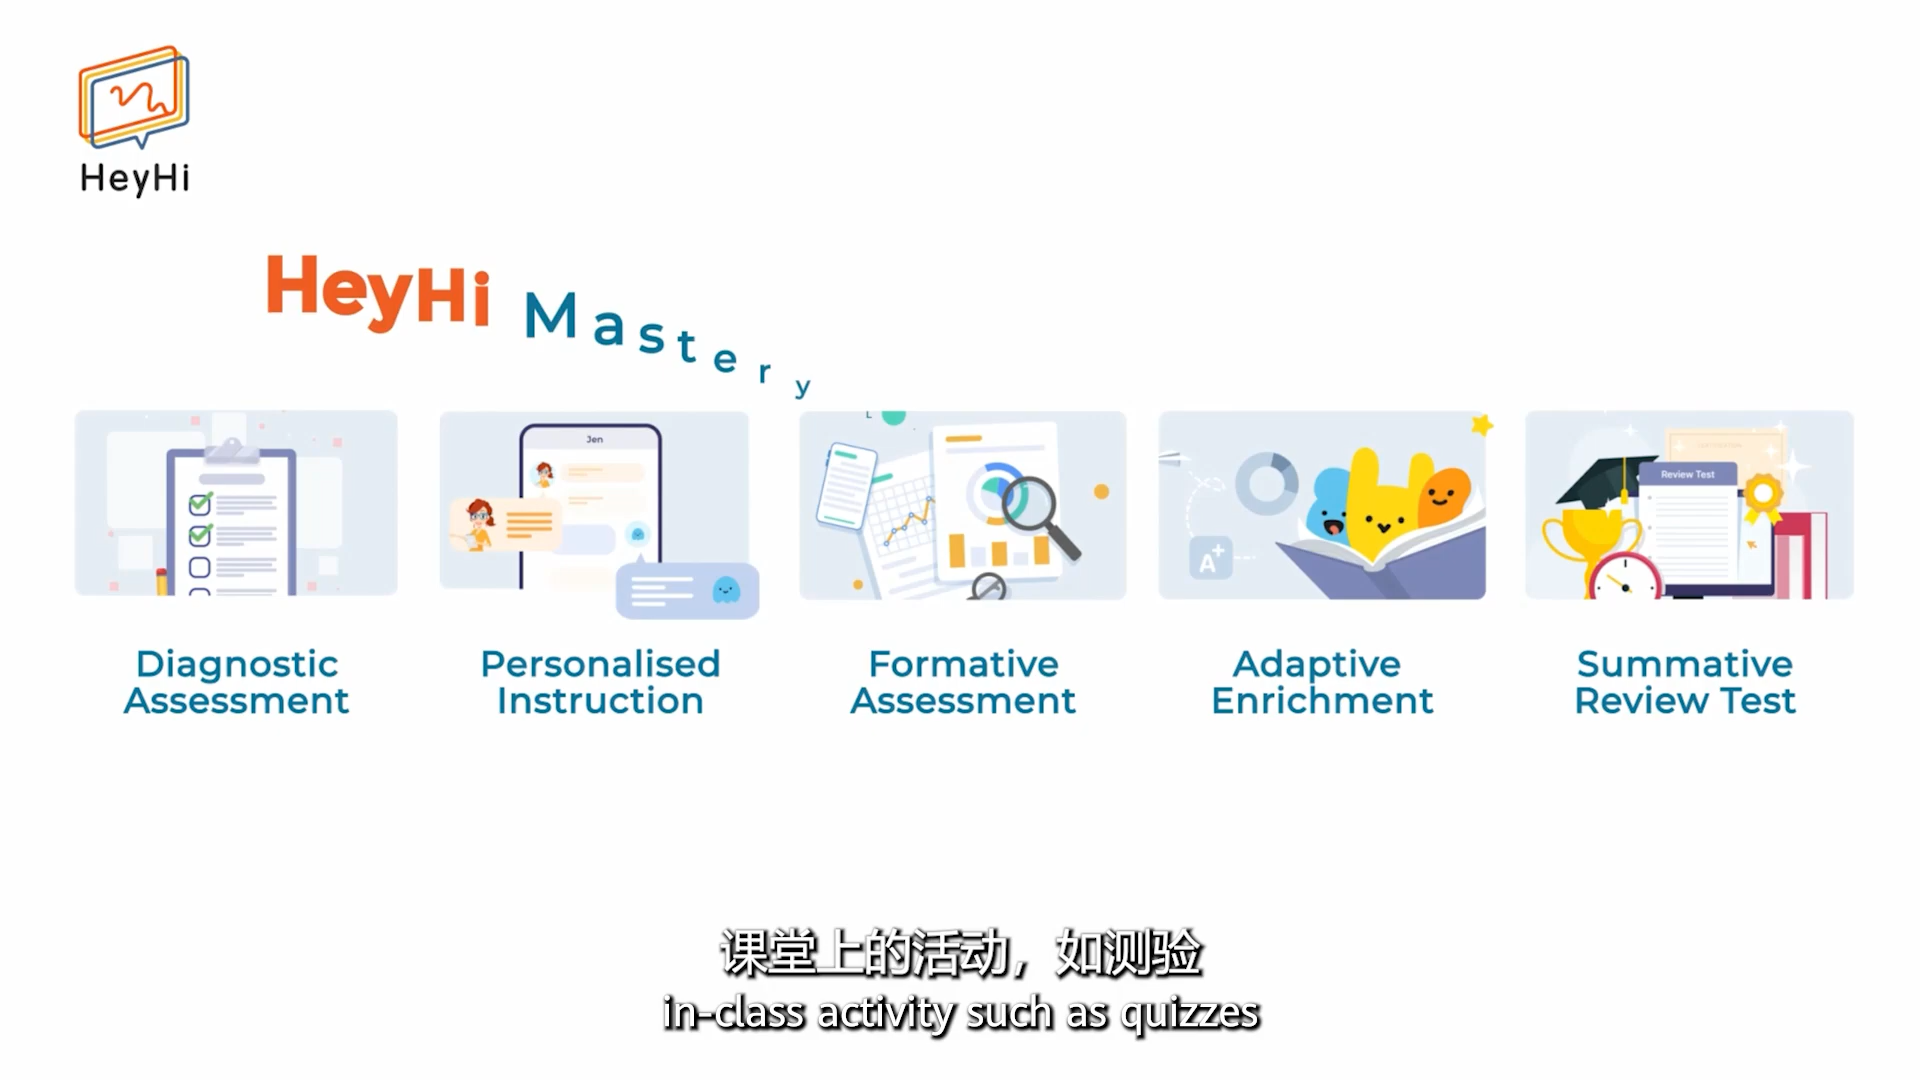 HeyHi
HeyHi Mastery
Jen
L
A+
Review Test
Diagnostic
Assessment
Personalised
Instruction
Formative
Assessment
Adaptive
Enrichment
Summative
Review Test
课堂上的活动，如测验
in-class activity such as quizzes